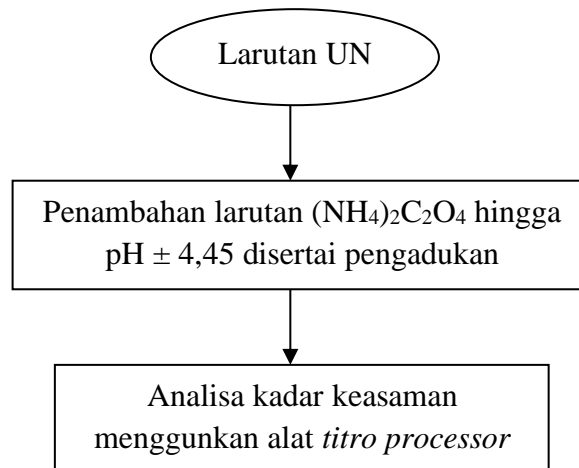 Larutan UN
Penambahan larutan (NH₄)₂C₂O₄ hingga
pH ± 4,45 disertai pengadukan
Analisa kadar keasaman
menggunkan alat titro processor